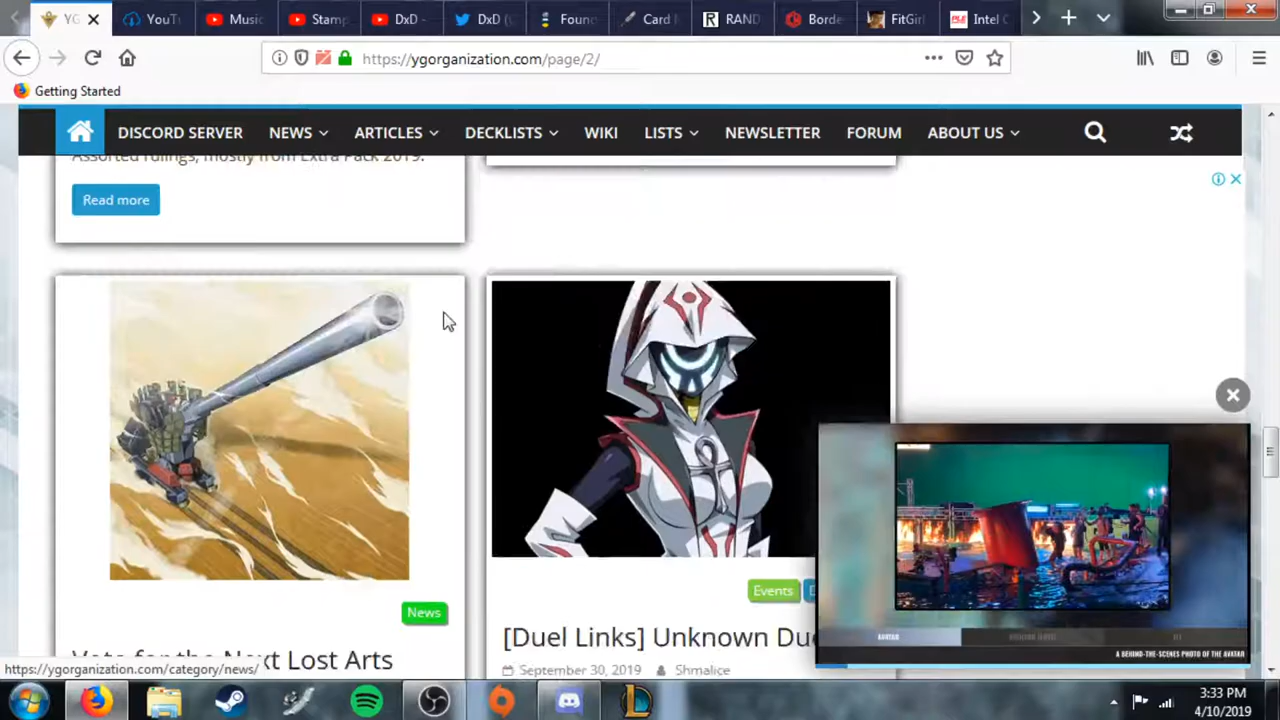 YG
YouT
Music
Stamp
DxD -
DxD (
Foun
Card
RAND
Borde
FitGirl
Intel C
https://ygorganization.com/page/2/
Getting Started
DISCORD SERVER
NEWS
ARTICLES
DECKLISTS
WIKI
LISTS
NEWSLETTER
FORUM
ABOUT US
Assorted rulings, mostly from Extra Pack 2019.
Read more
News
Events
Vote for the Next Lost Arts
[Duel Links] Unknown Du
September 30, 2019
Shmalice
AVATAR
A BEHIND-THE-SCENES PHOTO OF THE AVATAR
https://ygorganization.com/category/news/
3:33 PM
4/10/2019